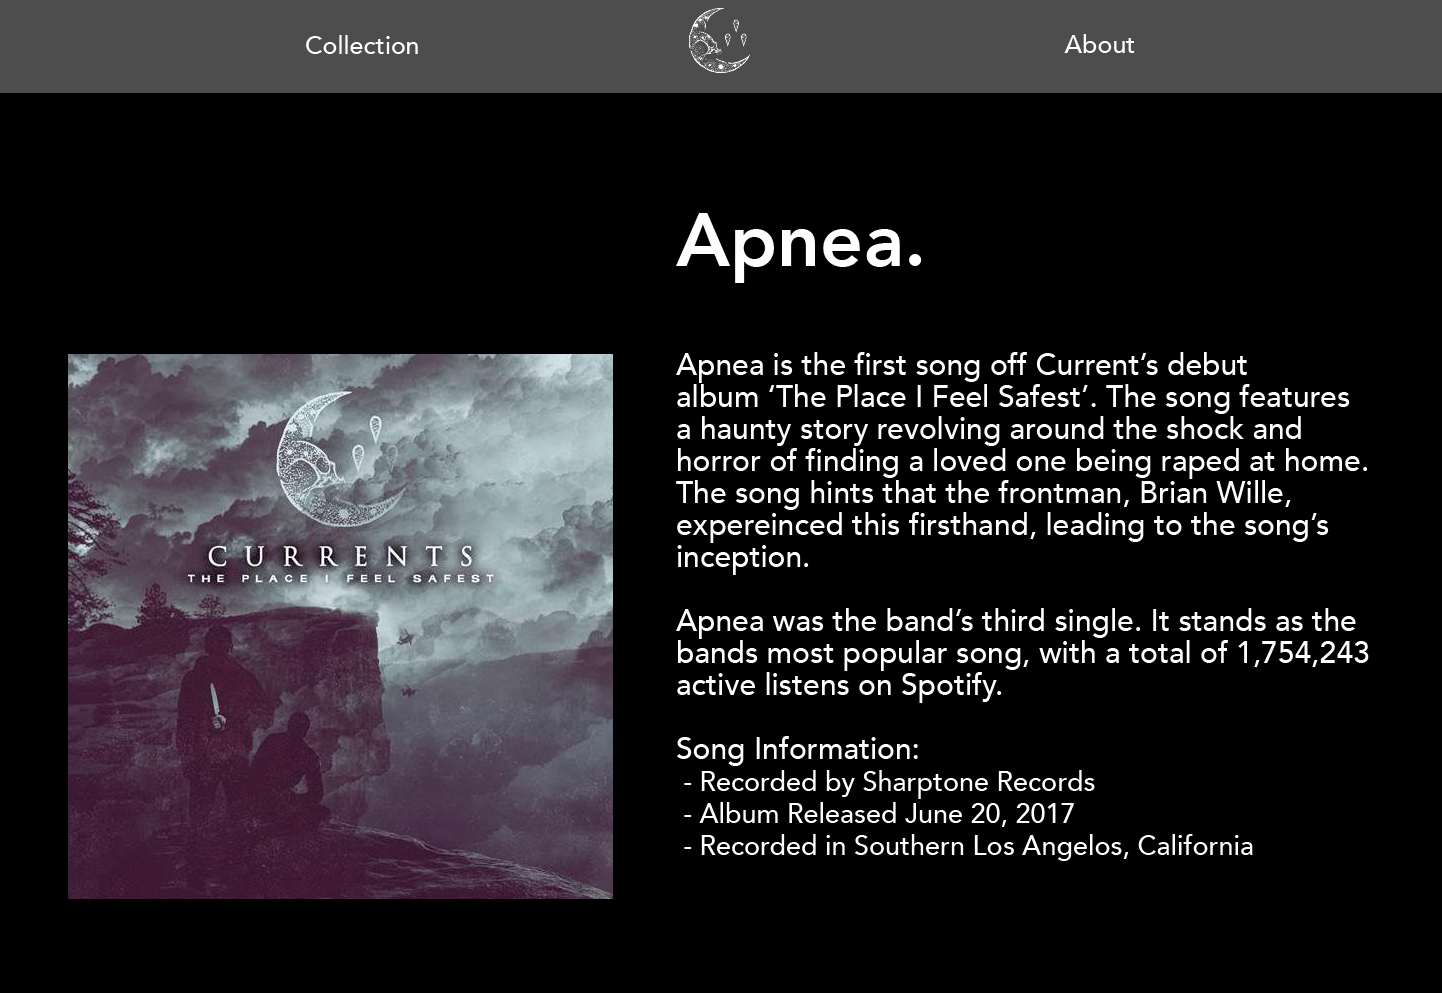 Collection
About
Apnea.
CURRENTS
THE PLACE I FEEL SAFEST
Apnea is the first song off Current’s debut
album ‘The Place I Feel Safest’. The song features
a haunty story revolving around the shock and
horror of finding a loved one being raped at home.
The song hints that the frontman, Brian Wille,
expereinced this firsthand, leading to the song’s
inception.
Apnea was the band’s third single. It stands as the
bands most popular song, with a total of 1,754,243
active listens on Spotify.
Song Information:
- Recorded by Sharptone Records
- Album Released June 20, 2017
- Recorded in Southern Los Angelos, California